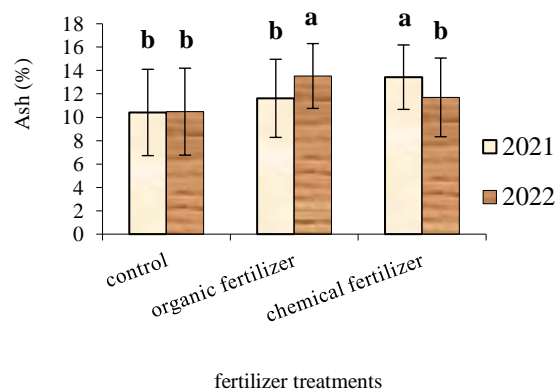 Ash (%)
18
16
14
12
10
8
6
4
2
0
b b b a a b
2021
2022
control
organic fertilizer
chemical fertilizer
fertilizer treatments